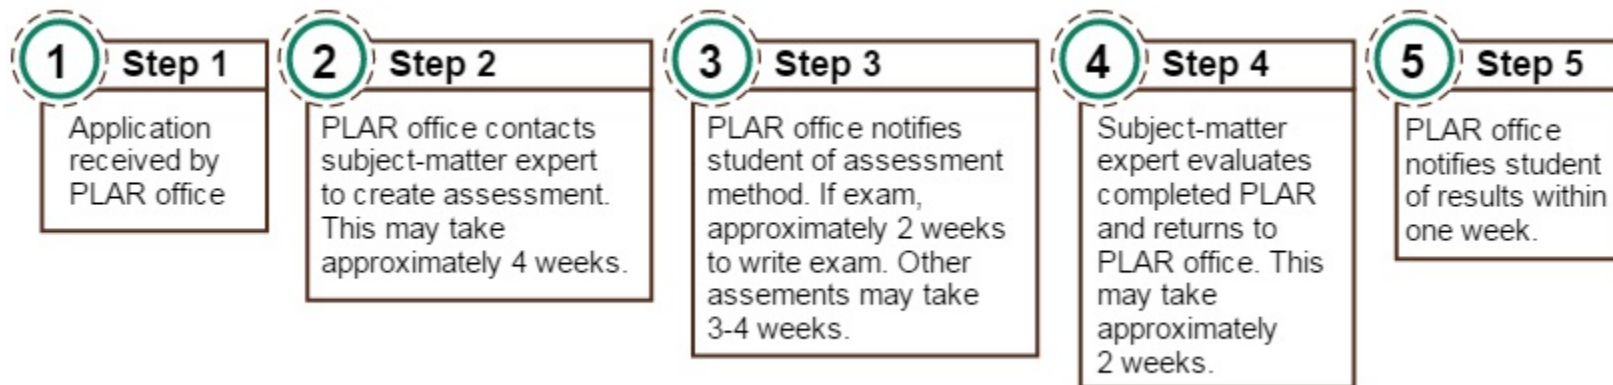 1 Step 1
Application
received by
PLAR office
2 Step 2
PLAR office contacts
subject-matter expert
to create assessment.
This may take
approximately 4 weeks.
3 Step 3
PLAR office notifies
student of assessment
method. If exam,
approximately 2 weeks
to write exam. Other
assements may take
3-4 weeks.
4 Step 4
Subject-matter
expert evaluates
completed PLAR
and returns to
PLAR office. This
may take
approximately
2 weeks.
5 Step 5
PLAR office
notifies student
of results within
one week.